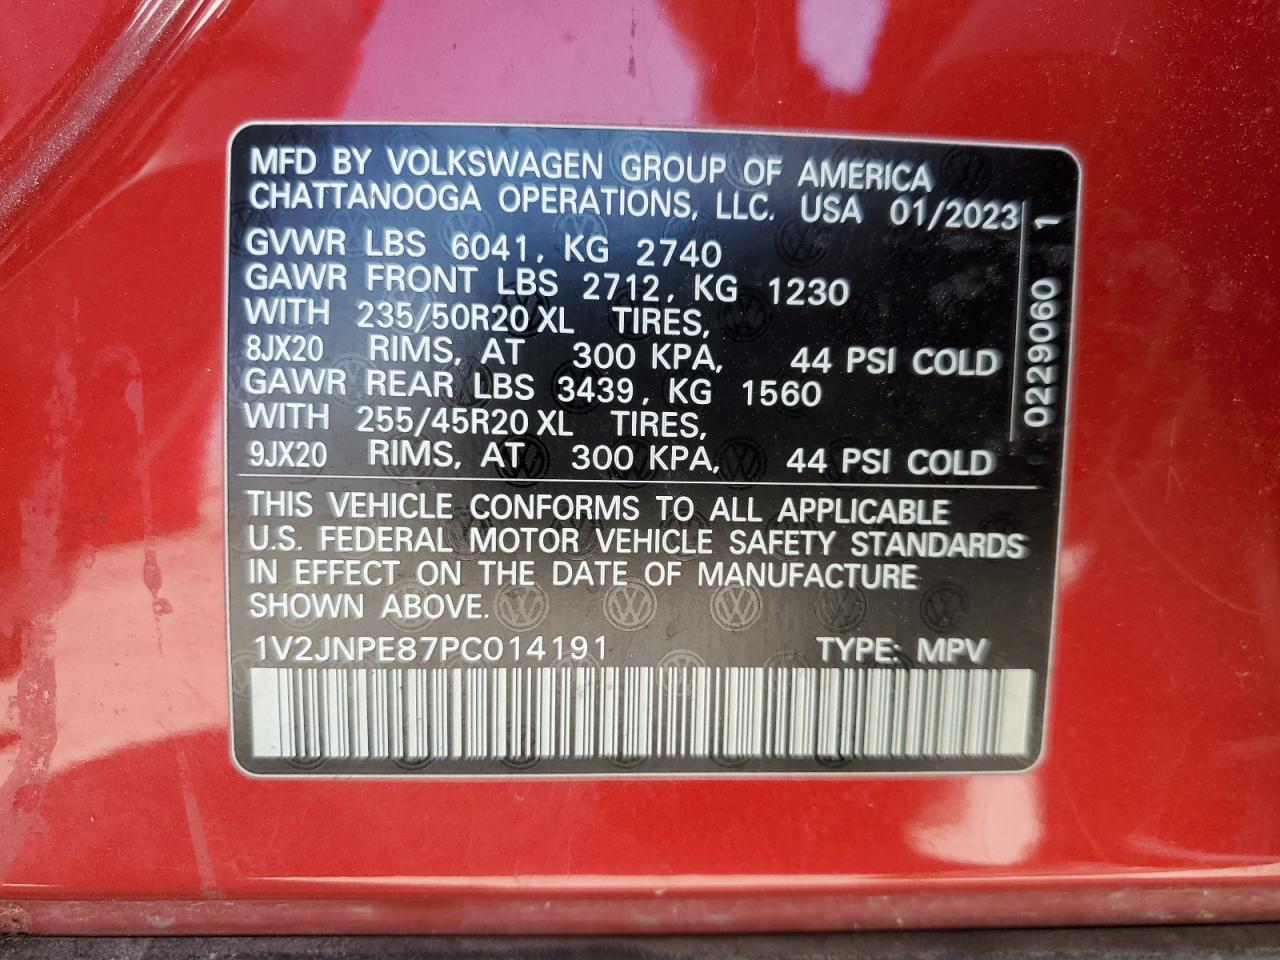 MFD BY VOLKSWAGEN GROUP OF AMERICA
CHATTANOOGA OPERATIONS, LLC. USA 01/2023
GVWR LBS 6041, KG 2740
GAWR FRONT LBS 2712, KG 1230
WITH 235/50R20 XL TIRES,
8JX20 RIMS, AT 300 KPA, 44 PSI COLD
GAWR REAR LBS 3439, KG 1560
WITH 255/45R20 XL TIRES,
9JX20 RIMS, AT 300 KPA, 44 PSI COLD
0229060 1
THIS VEHICLE CONFORMS TO ALL APPLICABLE
U.S. FEDERAL MOTOR VEHICLE SAFETY STANDARDS
IN EFFECT ON THE DATE OF MANUFACTURE
SHOWN ABOVE.
1V2JNPE87PC014191 TYPE: MPV